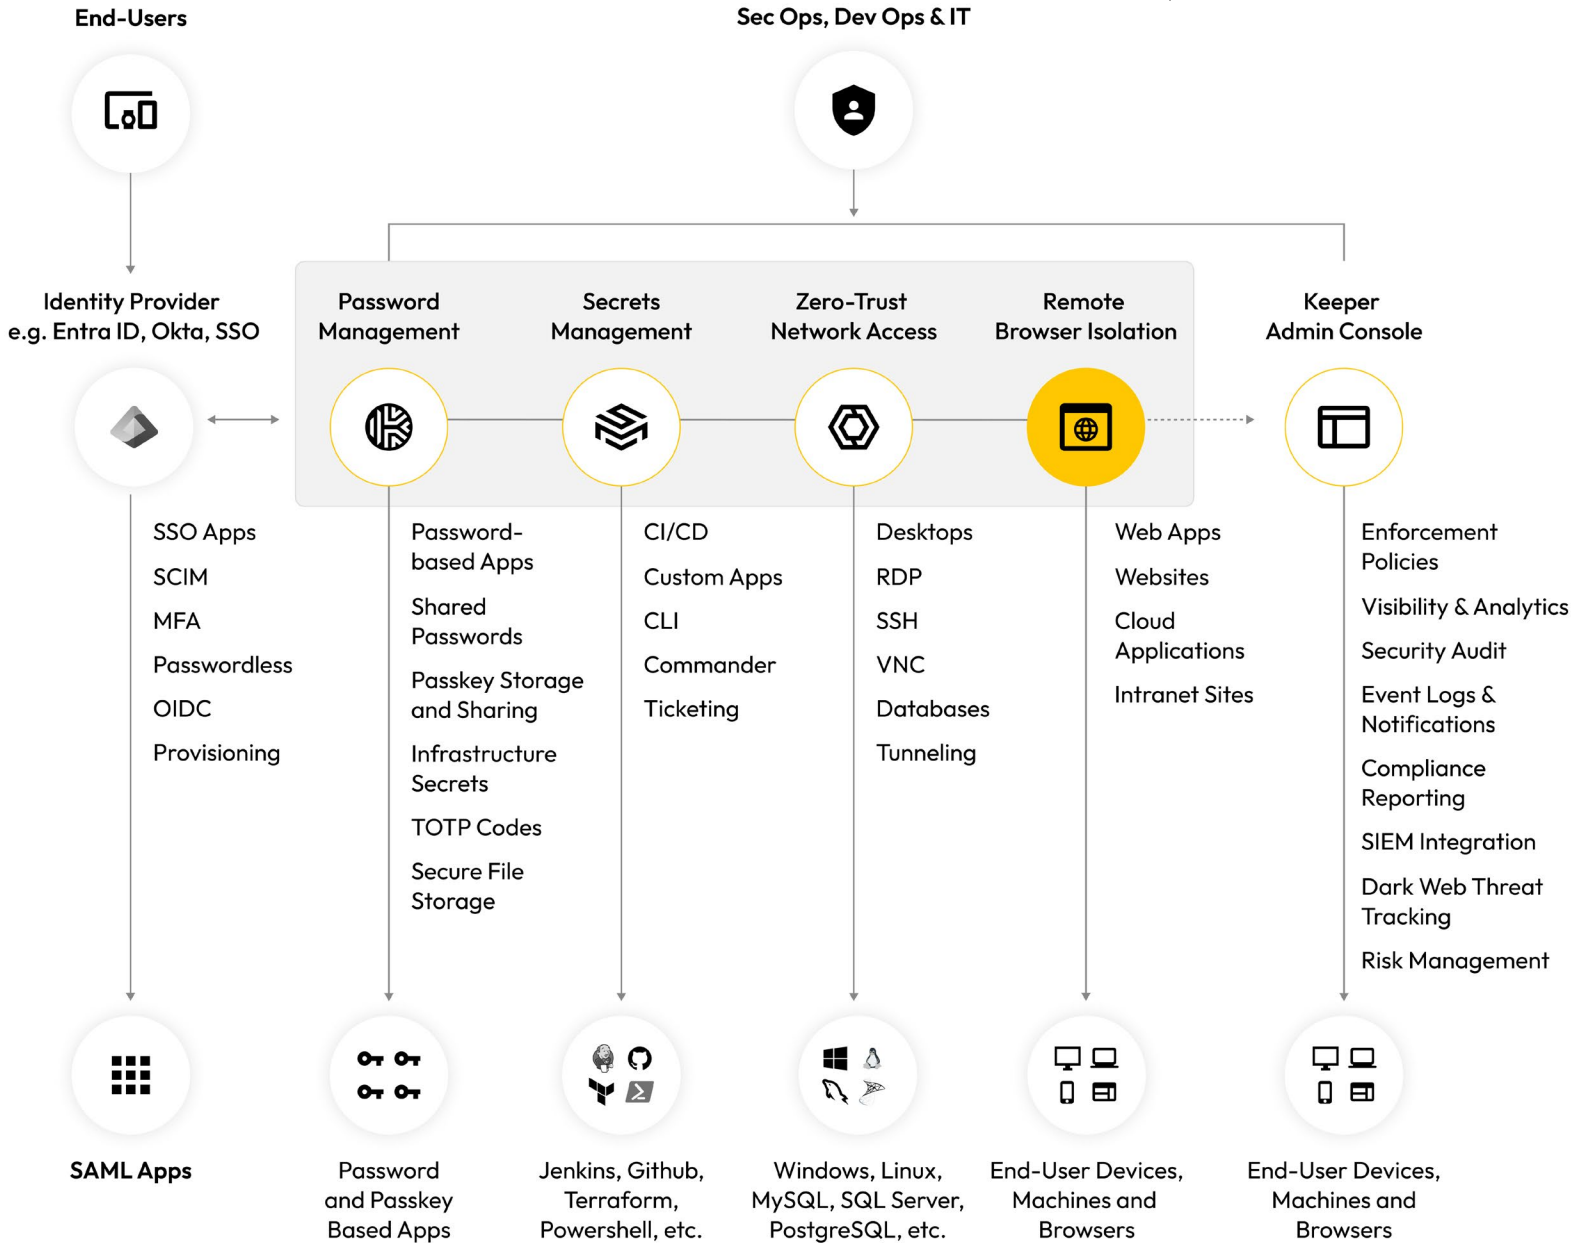 End-Users
Sec Ops, Dev Ops & IT
Identity Provider
e.g. Entra ID, Okta, SSO
Password
Management
Secrets
Management
Zero-Trust
Network Access
Remote
Browser Isolation
Keeper
Admin Console
SSO Apps
SCIM
MFA
Passwordless
OIDC
Provisioning
Password-
based Apps
Shared
Passwords
Passkey Storage
and Sharing
Infrastructure
Secrets
TOTP Codes
Secure File
Storage
CI/CD
Custom Apps
CLI
Commander
Ticketing
Desktops
RDP
SSH
VNC
Databases
Tunneling
Web Apps
Websites
Cloud
Applications
Intranet Sites
Enforcement
Policies
Visibility & Analytics
Security Audit
Event Logs &
Notifications
Compliance
Reporting
SIEM Integration
Dark Web Threat
Tracking
Risk Management
SAML Apps
Password
and Passkey
Based Apps
Jenkins, Github,
Terraform,
Powershell, etc.
Windows, Linux,
MySQL, SQL Server,
PostgreSQL, etc.
End-User Devices,
Machines and
Browsers
End-User Devices,
Machines and
Browsers